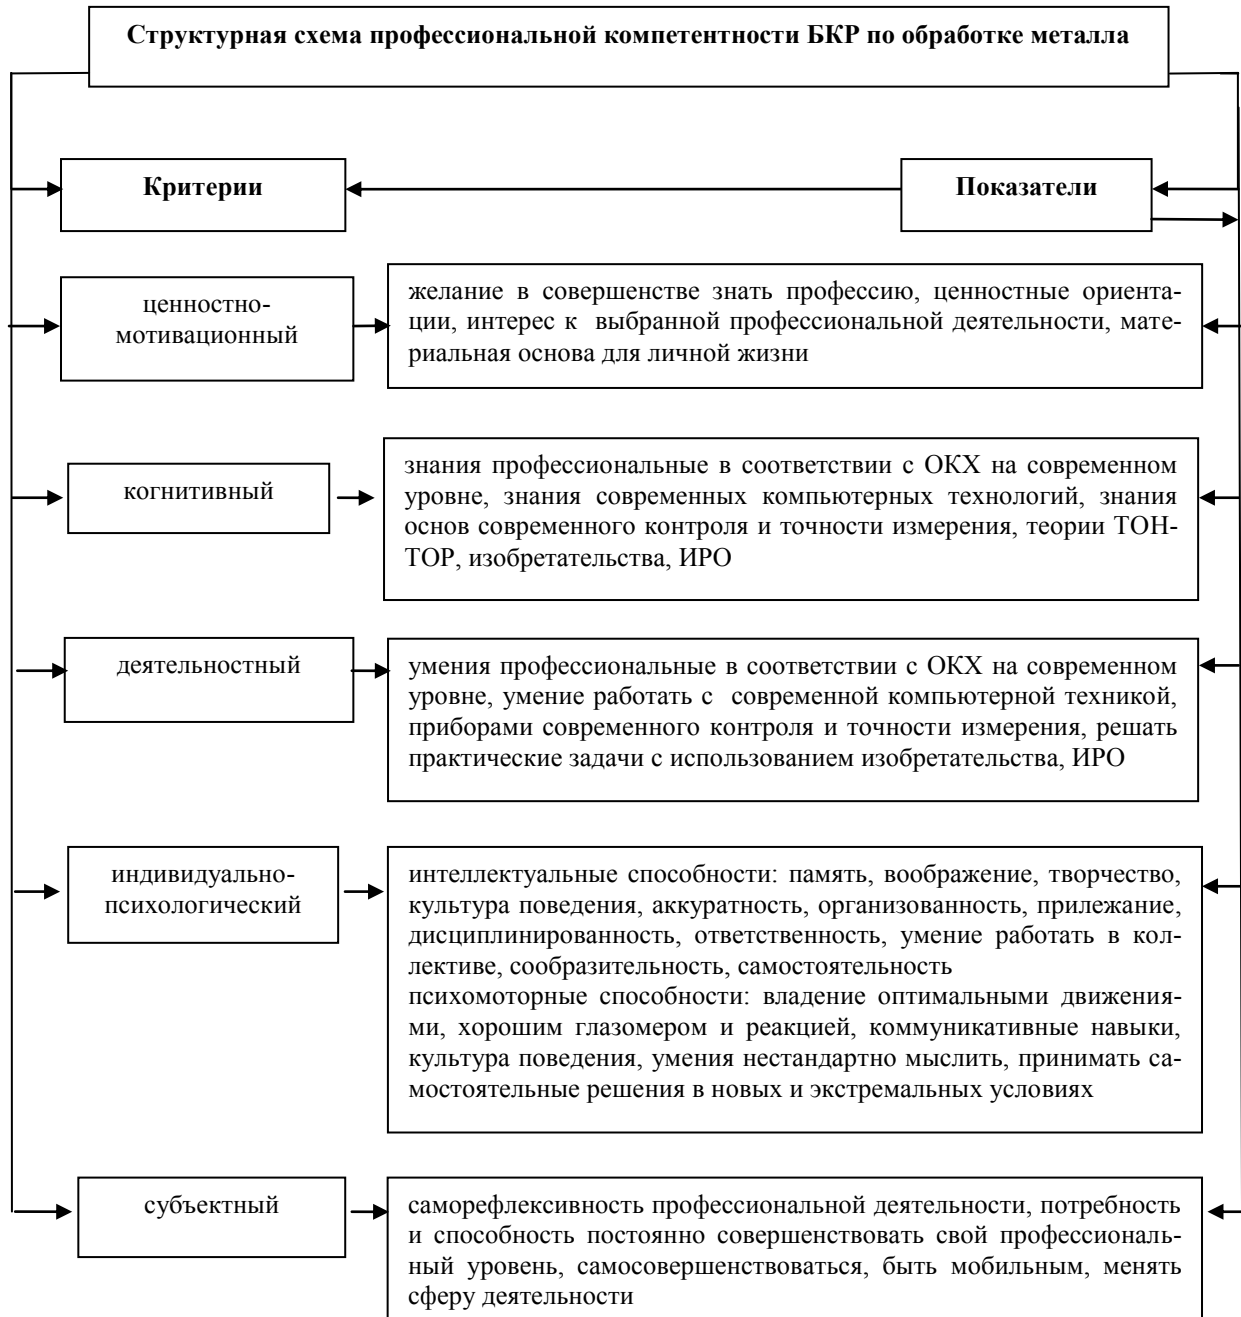 Структурная схема профессиональной компетентности БКР по обработке металла
Критерии
Показатели
ценностно-
мотивационный
желание в совершенстве знать профессию, ценностные ориента-
ции, интерес к выбранной профессиональной деятельности, мате-
риальная основа для личной жизни
когнитивный
знания профессиональные в соответствии с ОКХ на современном
уровне, знания современных компьютерных технологий, знания
основ современного контроля и точности измерения, теории ТОН-
ТОР, изобретательства, ИРО
деятельностный
умения профессиональные в соответствии с ОКХ на современном
уровне, умение работать с современной компьютерной техникой,
приборами современного контроля и точности измерения, решать
практические задачи с использованием изобретательства, ИРО
индивидуально-
психологический
интеллектуальные способности: память, воображение, творчество,
культура поведения, аккуратность, организованность, прилежание,
дисциплинированность, ответственность, умение работать в кол-
лективе, сообразительность, самостоятельность
психомоторные способности: владение оптимальными движения-
ми, хорошим глазомером и реакцией, коммуникативные навыки,
культура поведения, умения нестандартно мыслить, принимать са-
мостоятельные решения в новых и экстремальных условиях
субъектный
саморефлексивность профессиональной деятельности, потребность
и способность постоянно совершенствовать свой профессиональ-
ный уровень, самосовершенствоваться, быть мобильным, менять
сферу деятельности